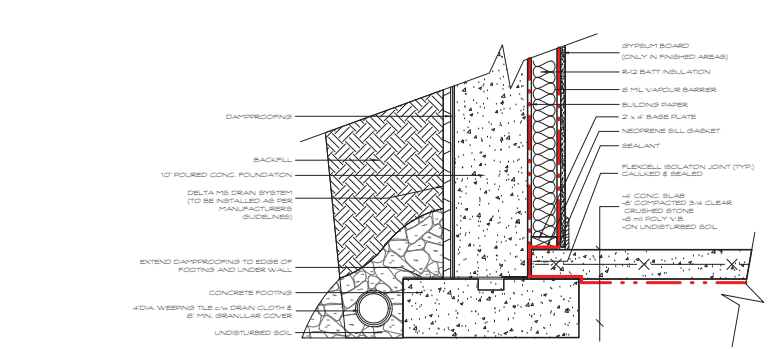 DAMPPROOFING
BACKFILL
10" POURED CONC. FOUNDATION
DELTA MS DRAIN SYSTEM
(TO BE INSTALLED AS PER
MANUFACTURERS
GUIDELINES)
EXTEND DAMPPROOFING TO EDGE OF
FOOTING AND UNDER WALL
CONCRETE FOOTING
4"DIA. WEEPING TILE c/w DRAIN CLOTH &
6" MIN. GRANULAR COVER
UNDISTURBED SOIL
GYPSUM BOARD
(ONLY IN FINISHED AREAS)
R-12 BATT INSULATION
6 MIL VAPOUR BARRIER
BUILDING PAPER
2" x 4" BASE PLATE
NEOPRENE SILL GASKET
SEALANT
FLEXCELL ISOLATON JOINT (TYP.)
CAULKED & SEALED
-4" CONC. SLAB
-8" COMPACTED 3/4 CLEAR
CRUSHED STONE
-6 mil POLY V.B.
-ON UNDISTURBED SOIL